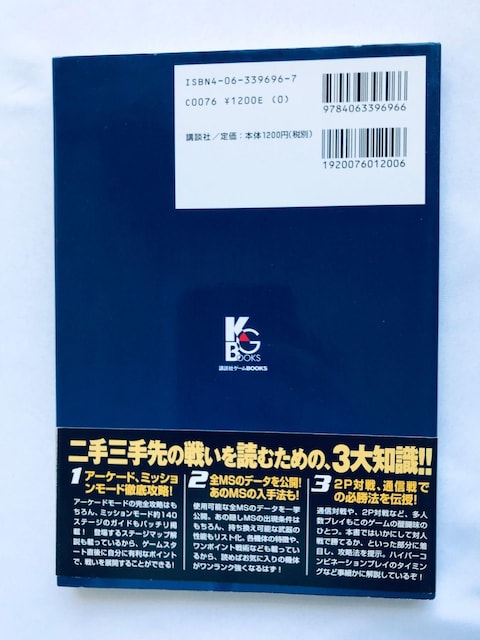 ISBN4-06-339696-7
C0076 ¥1200E (0)
講談社／定価：本体1200円(税別)
9784063396966
1920076012006
KGBOOKS
講談社ゲームBOOKS
二手三手先の戦いを読むための、3大知識!!
1 アーケード、ミッショ
ンモード徹底攻略!
アーケードモードの完全攻略はも
ちろん、ミッションモード約140
ステージのガイドもバッチリ掲
載! 登場するステージマップ解
説も載っているから、ゲームスタ
ート直後に自分に有利なポイント
で、戦いを展開することができる!
2 全MSのデータを公開!
あのMSの入手法も!
使用可能な全MSのデータを一挙
公開。あの隠しMSの出現条件は
もちろん、持ち換え可能な武器の
性能もリスト化。各機体の特徴や、
ワンポイント戦術なども載っている
から、読めばお気に入りの機体
がワンランク強くなるはず!
3 2P対戦、通信戦で
の必勝法を伝授!
通信対戦や、2P対戦など、多人
数プレイもこのゲームの醍醐味の
ひとつ。本書ではいかにして対人
戦で勝てるか、といった部分に着
目し、攻略法を提示。ハイパーコ
ンビネーションプレイのタイミン
グなど事細かに解説しているぞ!